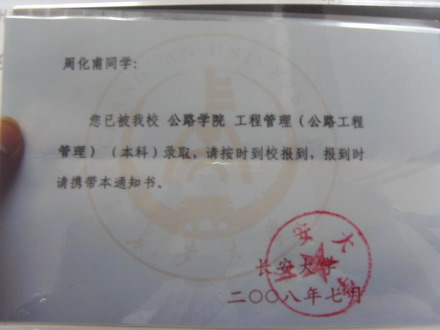 周化甫同学:
您已被我校 公路学院 工程管理（公路工程
管理）（本科）录取，请按时到校报到，报到时
请携带本通知书。
长安大学
二〇〇八年七月